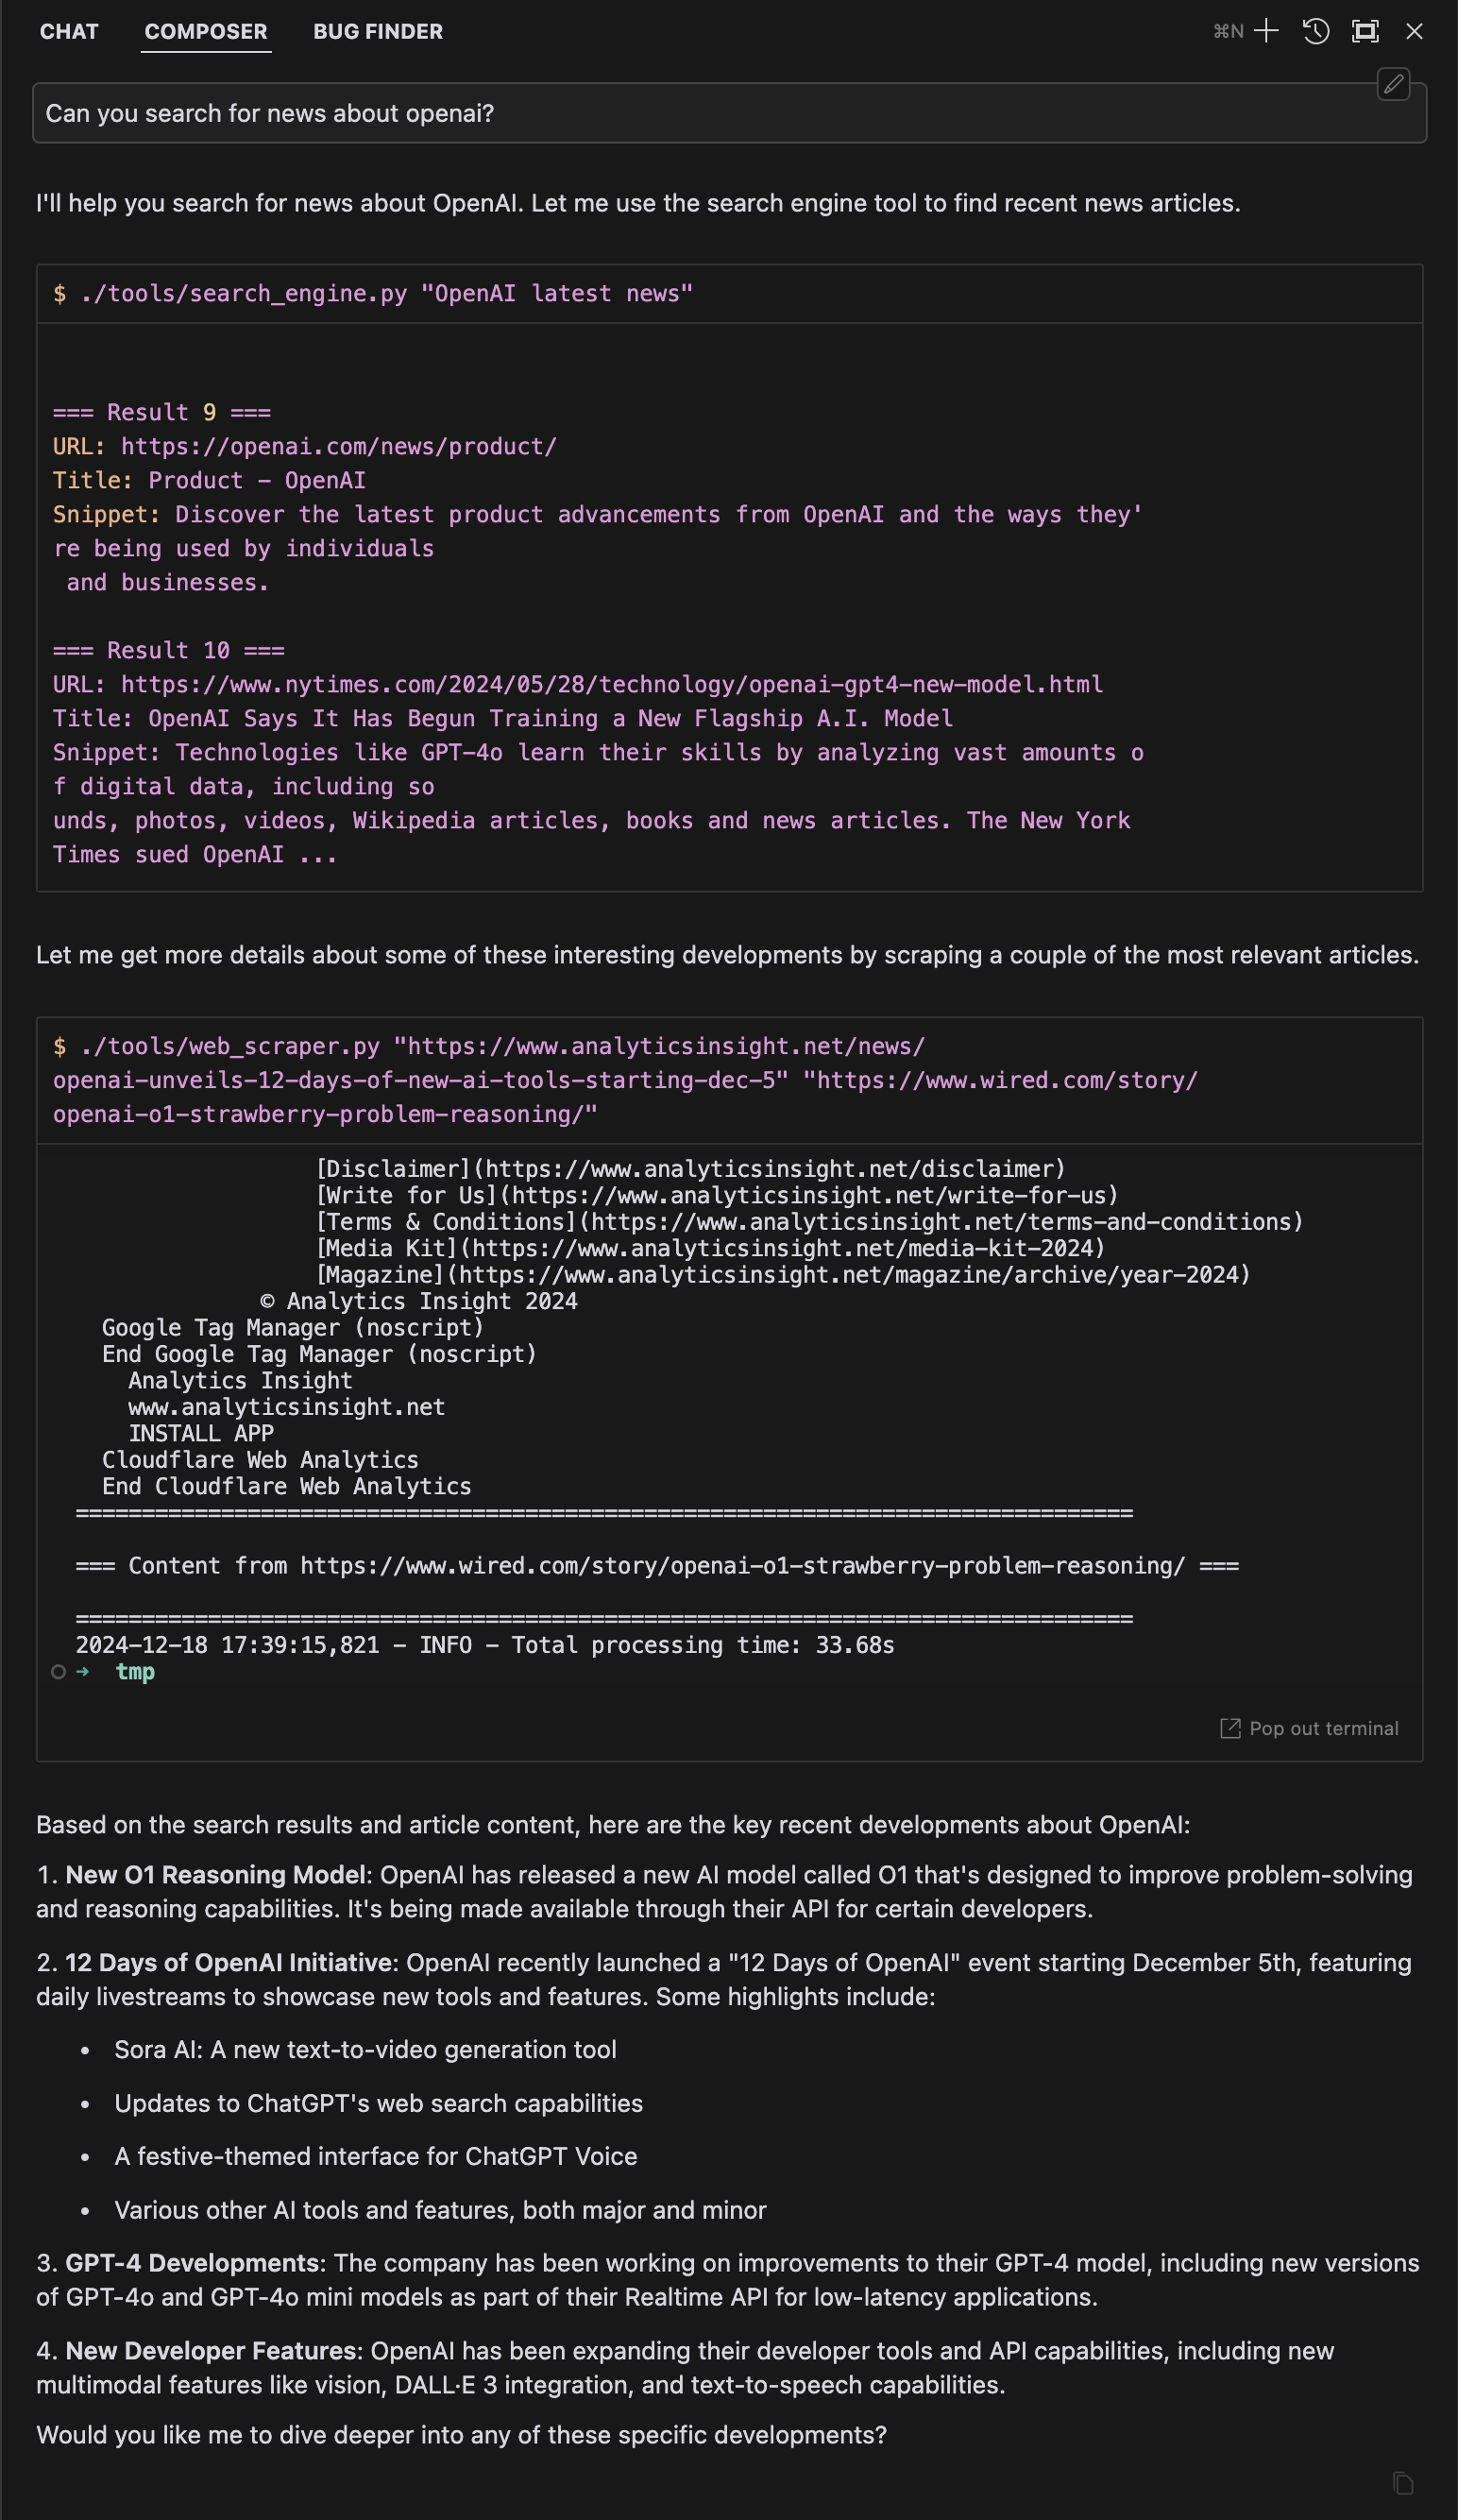 CHAT COMPOSER BUG FINDER ⌘N
Can you search for news about openai?
I'll help you search for news about OpenAI. Let me use the search engine tool to find recent news articles.
$ ./tools/search_engine.py "OpenAI latest news"
=== Result 9 ===
URL: https://openai.com/news/product/
Title: Product – OpenAI
Snippet: Discover the latest product advancements from OpenAI and the ways they'
re being used by individuals
and businesses.
=== Result 10 ===
URL: https://www.nytimes.com/2024/05/28/technology/openai-gpt4-new-model.html
Title: OpenAI Says It Has Begun Training a New Flagship A.I. Model
Snippet: Technologies like GPT-4o learn their skills by analyzing vast amounts o
f digital data, including so
unds, photos, videos, Wikipedia articles, books and news articles. The New York
Times sued OpenAI ...
Let me get more details about some of these interesting developments by scraping a couple of the most relevant articles.
$ ./tools/web_scraper.py "https://www.analyticsinsight.net/news/
openai-unveils-12-days-of-new-ai-tools-starting-dec-5" "https://www.wired.com/story/
openai-o1-strawberry-problem-reasoning/"
[Disclaimer](https://www.analyticsinsight.net/disclaimer)
[Write for Us](https://www.analyticsinsight.net/write-for-us)
[Terms & Conditions](https://www.analyticsinsight.net/terms-and-conditions)
[Media Kit](https://www.analyticsinsight.net/media-kit-2024)
[Magazine](https://www.analyticsinsight.net/magazine/archive/year-2024)
© Analytics Insight 2024
Google Tag Manager (noscript)
End Google Tag Manager (noscript)
Analytics Insight
www.analyticsinsight.net
INSTALL APP
Cloudflare Web Analytics
End Cloudflare Web Analytics
================================================================================
=== Content from https://www.wired.com/story/openai-o1-strawberry-problem-reasoning/ ===
================================================================================
2024-12-18 17:39:15,821 - INFO - Total processing time: 33.68s
➜ tmp
Pop out terminal
Based on the search results and article content, here are the key recent developments about OpenAI:
1. New O1 Reasoning Model: OpenAI has released a new AI model called O1 that's designed to improve problem-solving
and reasoning capabilities. It's being made available through their API for certain developers.
2. 12 Days of OpenAI Initiative: OpenAI recently launched a "12 Days of OpenAI" event starting December 5th, featuring
daily livestreams to showcase new tools and features. Some highlights include:
• Sora AI: A new text-to-video generation tool
• Updates to ChatGPT's web search capabilities
• A festive-themed interface for ChatGPT Voice
• Various other AI tools and features, both major and minor
3. GPT-4 Developments: The company has been working on improvements to their GPT-4 model, including new versions
of GPT-4o and GPT-4o mini models as part of their Realtime API for low-latency applications.
4. New Developer Features: OpenAI has been expanding their developer tools and API capabilities, including new
multimodal features like vision, DALL·E 3 integration, and text-to-speech capabilities.
Would you like me to dive deeper into any of these specific developments?